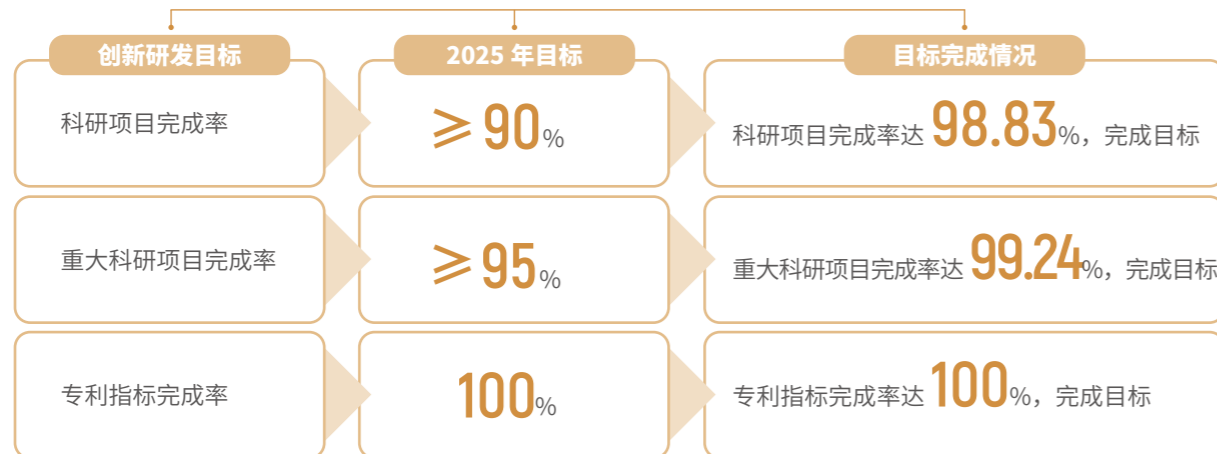 创新研发目标
2025 年目标
目标完成情况
科研项目完成率
≥ 90%
科研项目完成率达 98.83%，完成目标
重大科研项目完成率
≥ 95%
重大科研项目完成率达 99.24%，完成目标
专利指标完成率
100%
专利指标完成率达 100%，完成目标